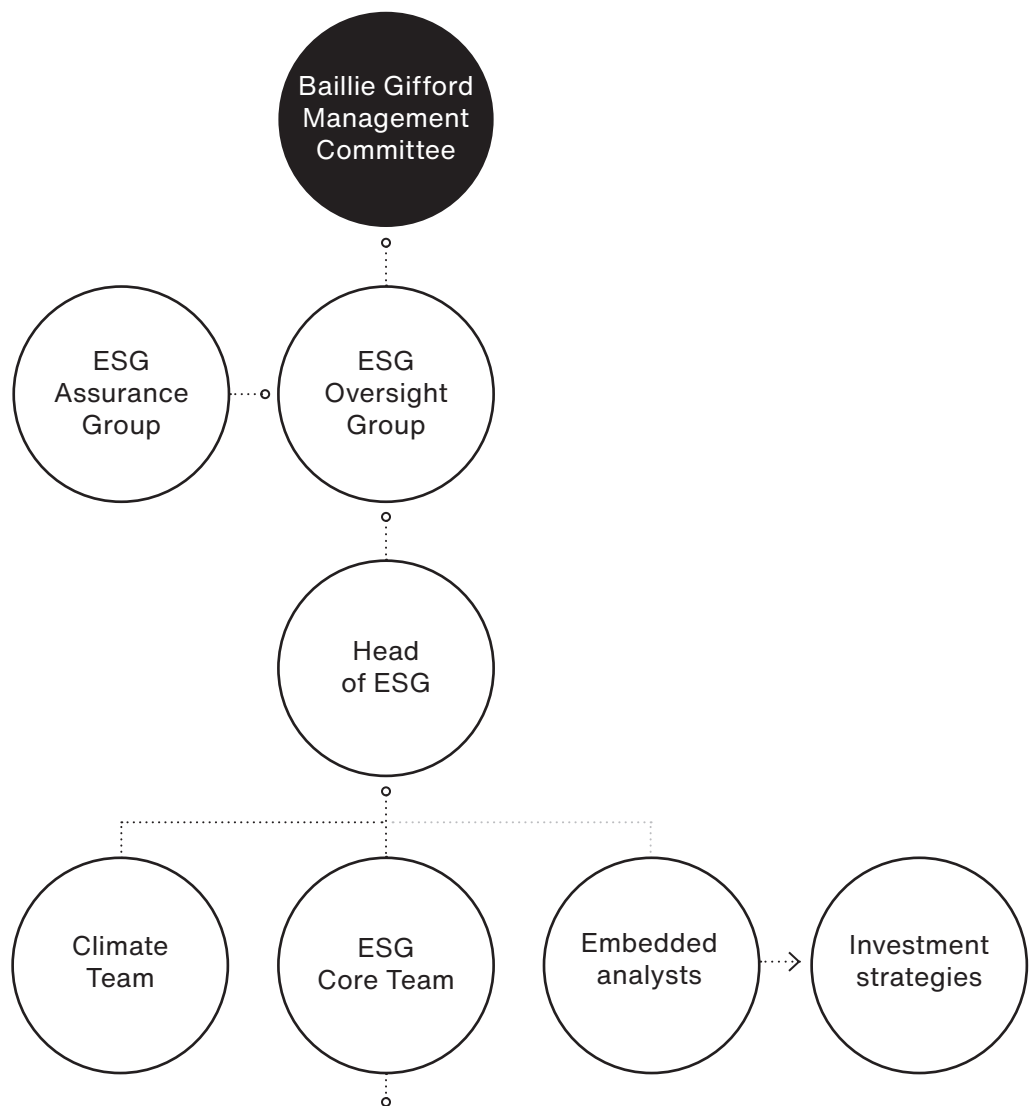 Baillie Gifford
Management
Committee
ESG
Assurance
Group
ESG
Oversight
Group
Head
of ESG
Climate
Team
ESG
Core Team
Embedded
analysts
Investment
strategies